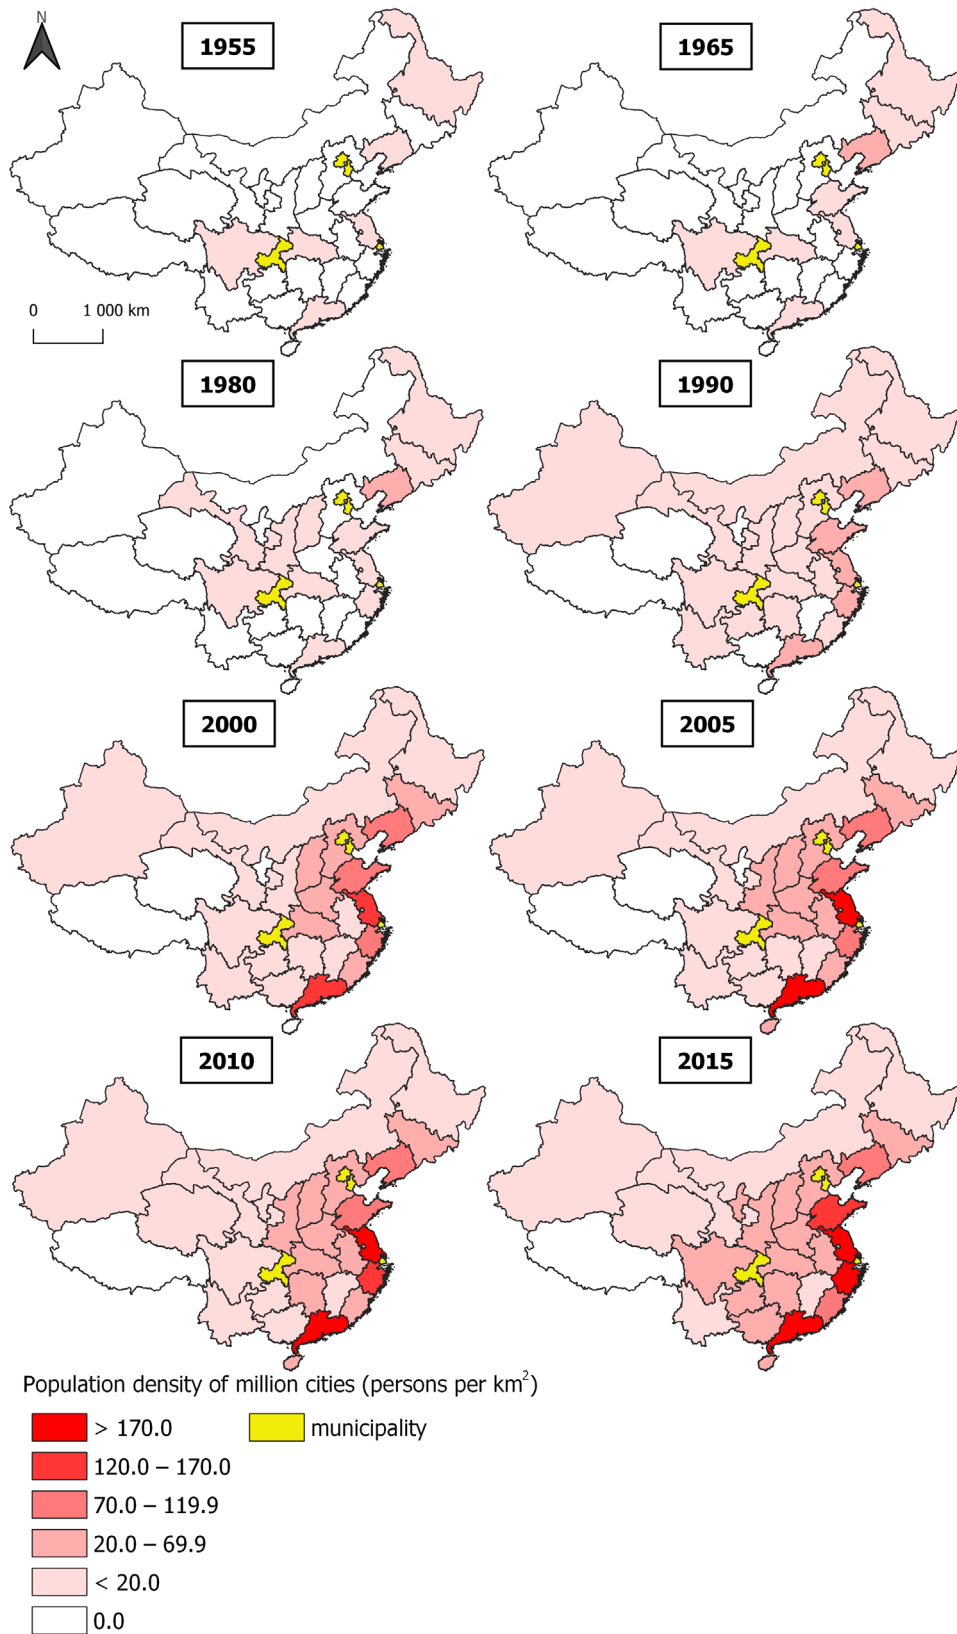 N
1955
1965
0 1 000 km
1980
1990
2000
2005
2010
2015
Population density of million cities (persons per km²)
> 170.0
municipality
120.0 – 170.0
70.0 – 119.9
20.0 – 69.9
< 20.0
0.0